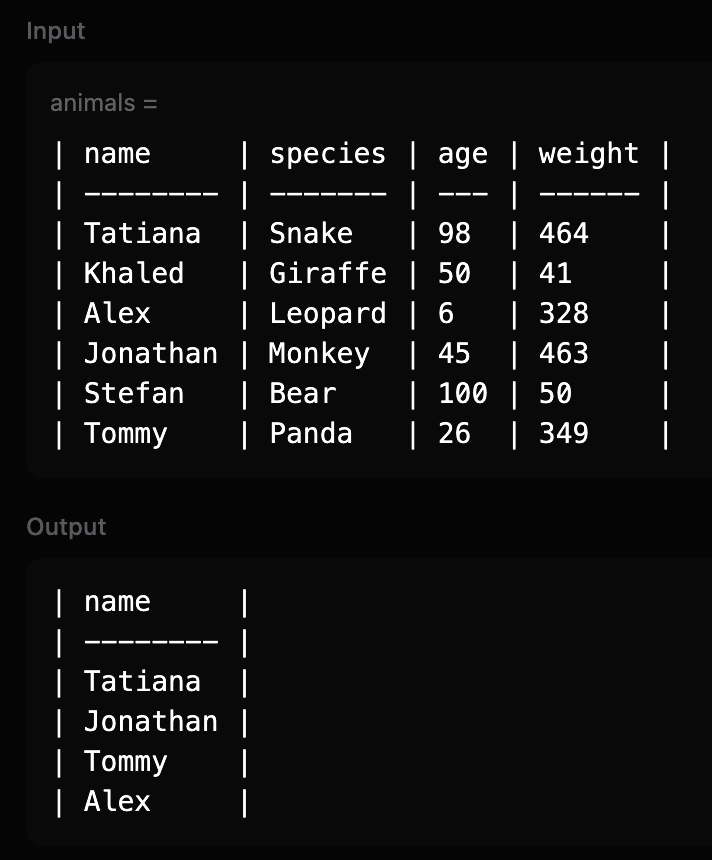 Input
animals =
| name     | species | age | weight |
| -------- | ------- | --- | ------ |
| Tatiana  | Snake   | 98  | 464    |
| Khaled   | Giraffe | 50  | 41     |
| Alex     | Leopard | 6   | 328    |
| Jonathan | Monkey  | 45  | 463    |
| Stefan   | Bear    | 100 | 50     |
| Tommy    | Panda   | 26  | 349    |
Output
| name     |
| -------- |
| Tatiana  |
| Jonathan |
| Tommy    |
| Alex     |